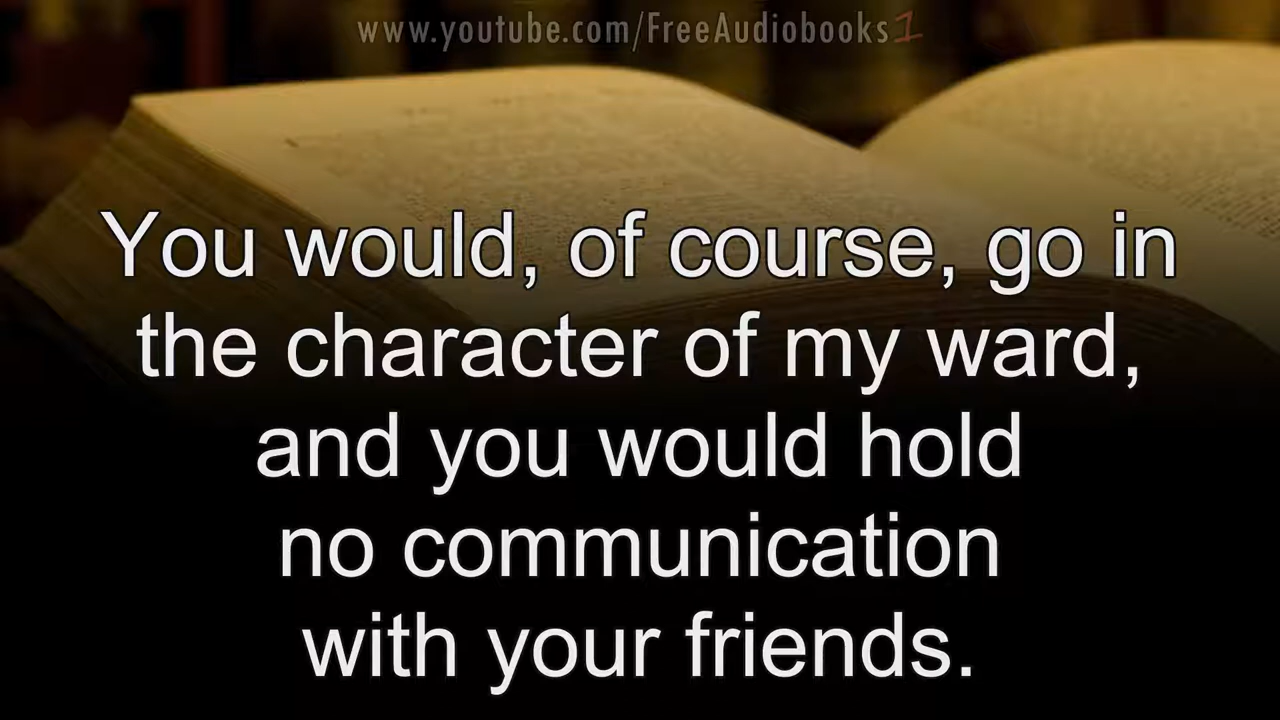 www.youtube.com/FreeAudiobooks1
You would, of course, go in
the character of my ward,
and you would hold
no communication
with your friends.